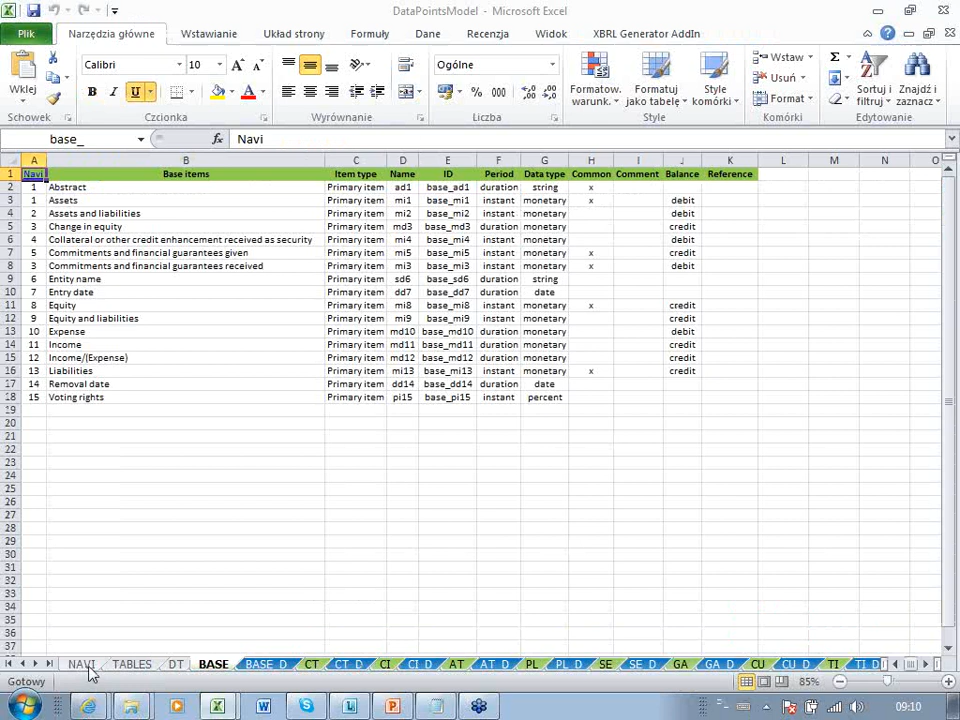 DataPointsModel - Microsoft Excel
Plik Narzędzia główne Wstawianie Układ strony Formuły Dane Recenzja Widok XBRL Generator AddIn
Calibri 10 Ogólne
Wklej B I U A % 000 Formatow. warunk. Formatuj jako tabelę Style komórki Wstaw Usuń Format Σ Sortuj i filtruj Znajdź i zaznacz
Schowek Czcionka Wyrównanie Liczba Style Komórki Edytowanie
base_ fx Navi
A B C D E F G H I J K L M N O
1 Navi Base items Item type Name ID Period Data type Common Comment Balance Reference
2 1 Abstract Primary item ad1 base_ad1 duration string x
3 1 Assets Primary item mi1 base_mi1 instant monetary x debit
4 2 Assets and liabilities Primary item mi2 base_mi2 instant monetary debit
5 3 Change in equity Primary item md3 base_md3 duration monetary credit
6 4 Collateral or other credit enhancement received as security Primary item mi4 base_mi4 instant monetary debit
7 5 Commitments and financial guarantees given Primary item mi5 base_mi5 instant monetary x credit
8 3 Commitments and financial guarantees received Primary item mi3 base_mi3 instant monetary x debit
9 6 Entity name Primary item sd6 base_sd6 duration string
10 7 Entry date Primary item dd7 base_dd7 duration date
11 8 Equity Primary item mi8 base_mi8 instant monetary x credit
12 9 Equity and liabilities Primary item mi9 base_mi9 instant monetary credit
13 10 Expense Primary item md10 base_md10 duration monetary debit
14 11 Income Primary item md11 base_md11 duration monetary credit
15 12 Income/(Expense) Primary item md12 base_md12 duration monetary credit
16 13 Liabilities Primary item mi13 base_mi13 instant monetary x credit
17 14 Removal date Primary item dd14 base_dd14 duration date
18 15 Voting rights Primary item pi15 base_pi15 instant percent
19
20
21
22
23
24
25
26
27
28
29
30
31
32
33
34
35
36
37
NAVI TABLES DT BASE BASE_D CT CT_D CI CI_D AT AT_D PL PL_D SE SE_D GA GA_D CU CU_D TI TI_D
Gotowy 85%
09:10